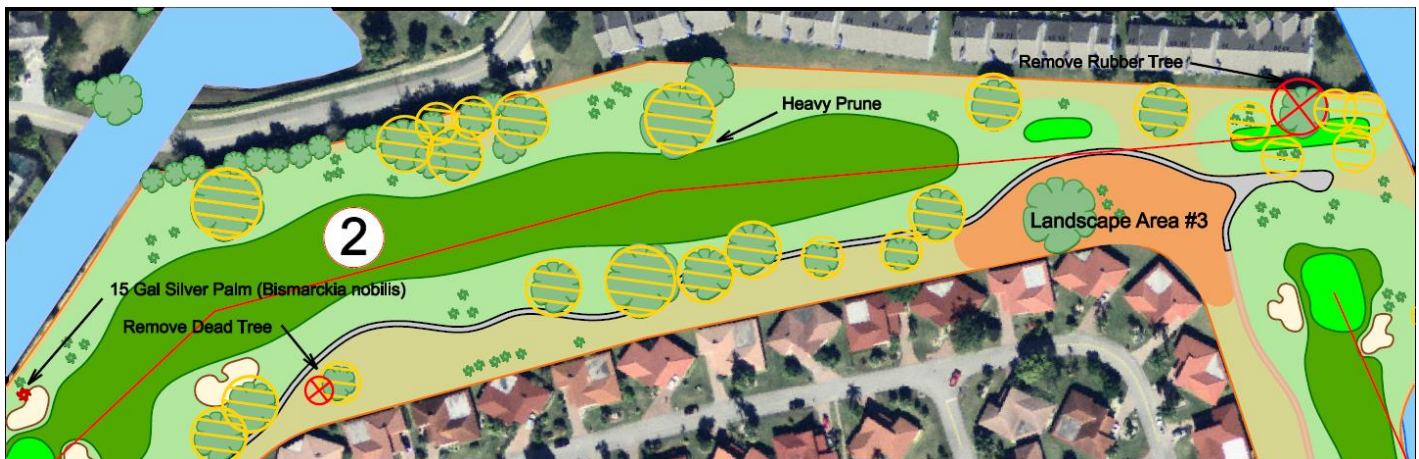 Remove Rubber Tree
Heavy Prune
2
Landscape Area #3
15 Gal Silver Palm (Bismarckia nobilis)
Remove Dead Tree